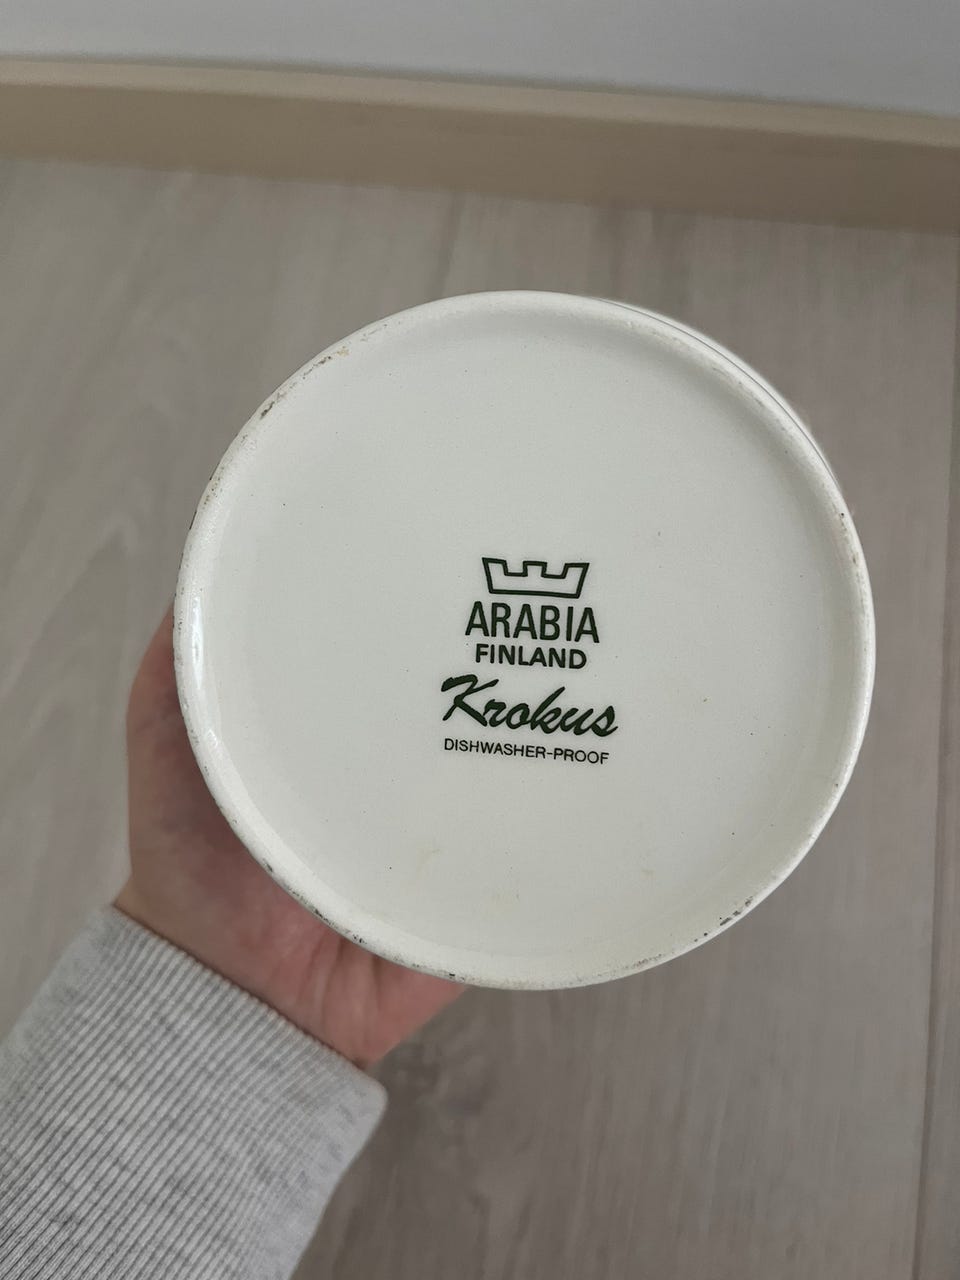 ARABIA
FINLAND
Krokus
DISHWASHER-PROOF